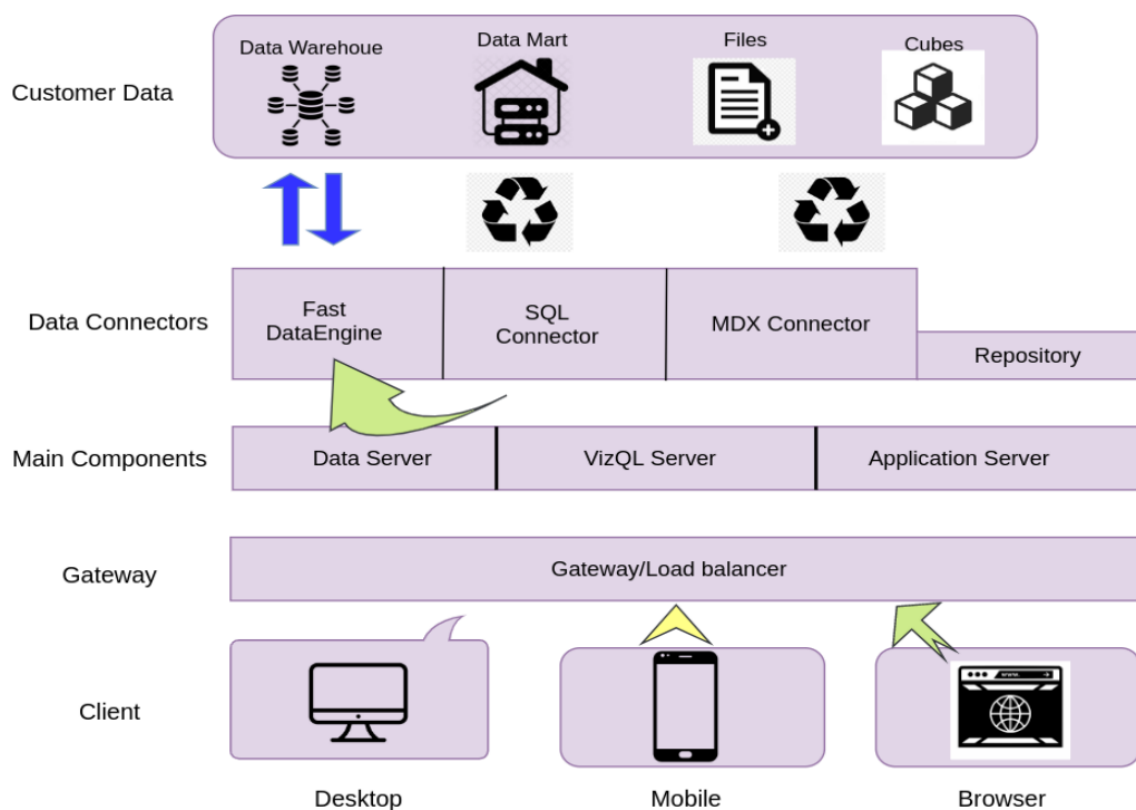 Data Warehoue
Data Mart
Files
Cubes
Customer Data
Data Connectors
Fast
DataEngine
SQL
Connector
MDX Connector
Repository
Main Components
Data Server
VizQL Server
Application Server
Gateway
Gateway/Load balancer
Client
www.
Desktop
Mobile
Browser